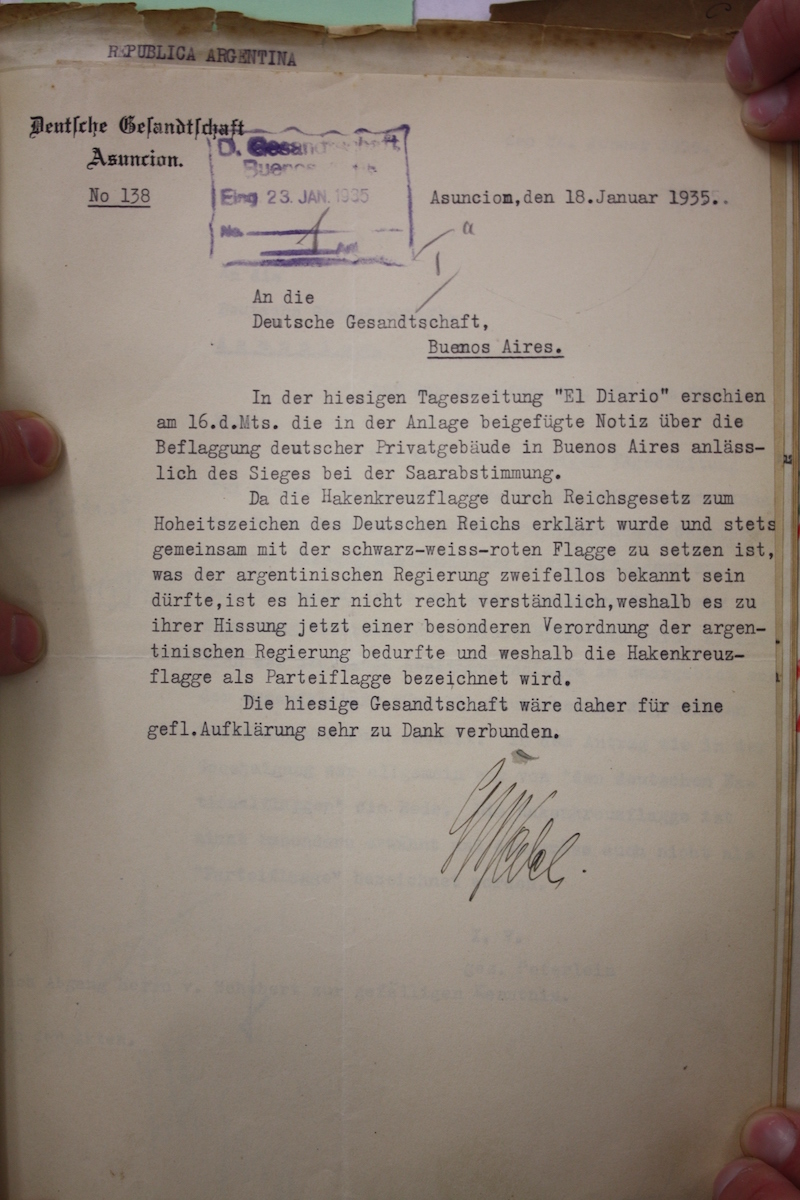 REPUBLICA ARGENTINA
Deutsche Gesandtschaft
Asuncion.
No 138
D. Gesandtschaft
Buenos
Eing 23. JAN. 1935
No.
Asuncion,den 18.Januar 1935..
a
An die
Deutsche Gesandtschaft,
Buenos Aires.
In der hiesigen Tageszeitung "El Diario" erschien
am 16.d.Mts. die in der Anlage beigefügte Notiz über die
Beflaggung deutscher Privatgebäude in Buenos Aires anläss-
lich des Sieges bei der Saarabstimmung.
Da die Hakenkreuzflagge durch Reichsgesetz zum
Hoheitszeichen des Deutschen Reichs erklärt wurde und stets
gemeinsam mit der schwarz-weiss-roten Flagge zu setzen ist,
was der argentinischen Regierung zweifellos bekannt sein
dürfte,ist es hier nicht recht verständlich,weshalb es zu
ihrer Hissung jetzt einer besonderen Verordnung der argen-
tinischen Regierung bedurfte und weshalb die Hakenkreuz-
flagge als Parteiflagge bezeichnet wird.
Die hiesige Gesandtschaft wäre daher für eine
gefl.Aufklärung sehr zu Dank verbunden.